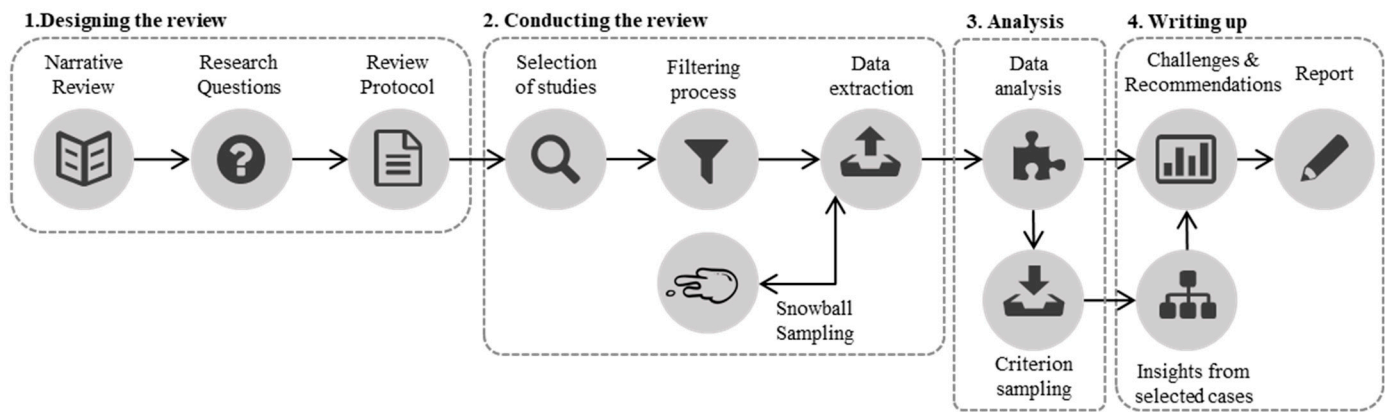 1.Designing the review
Narrative
Review
Research
Questions
Review
Protocol
2. Conducting the review
Selection
of studies
Filtering
process
Data
extraction
Snowball
Sampling
3. Analysis
Data
analysis
Criterion
sampling
4. Writing up
Challenges &
Recommendations
Report
Insights from
selected cases